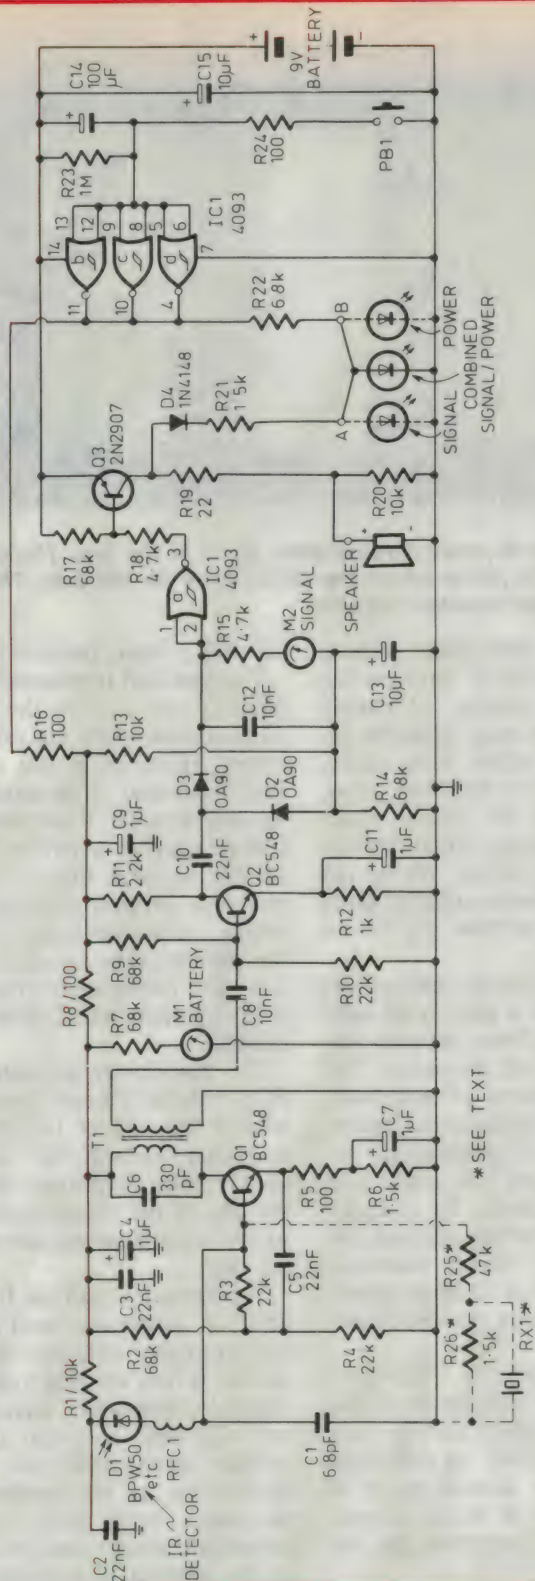 C2
22nF
IR
DETECTOR
D1
BPW50
etc
RFC1
R1/10k
C1
6 8pF
R2
68k
R3
22k
R4
22k
C3
22nF
C4
1µF
C5
22nF
C6
330
pF
T1
Q1
BC548
R5
100
R6
1.5k
C7
1µF
R26*
1·5k
R25*
47k
RX1*
*SEE TEXT
R8/100
R7
68k
M1
BATTERY
C8
10nF
R9
68k
R10
22k
R11
2.2k
C9
1µF
C10
22nF
Q2
BC548
R12
1k
C11
1µF
R16
100
R13
10k
D3
OA90
D2
OA90
R14
6.8k
C12
10nF
R15
4.7k
M2
SIGNAL
C13
10µF
R17
68k
R18
4·7k
1
2
a
3
IC1
4093
Q3
2N2907
D4
1N4148
R21
1 5k
R19
22
R20
10k
SPEAKER
+
-
A
B
SIGNAL
COMBINED
SIGNAL/POWER
POWER
R22
6.8k
11
10
4
14
b
c
d
7
13
12
9
8
5
6
IC1
4093
R23
1M
C14
100
µF
C15
10µF
R24
100
PB1
9V
BATTERY
+
-